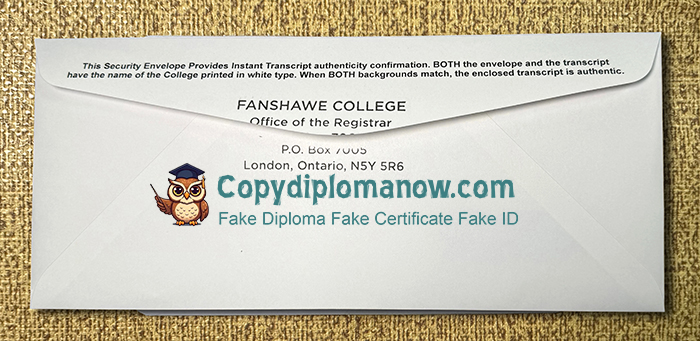 This Security Envelope Provides Instant Transcript authenticity confirmation. BOTH the envelope and the transcript
have the name of the College printed in white type. When BOTH backgrounds match, the enclosed transcript is authentic.
FANSHAWE COLLEGE
Office of the Registrar
P.O. Box 7005
London, Ontario, N5Y 5R6
Copydiplomanow.com
Fake Diploma Fake Certificate Fake ID